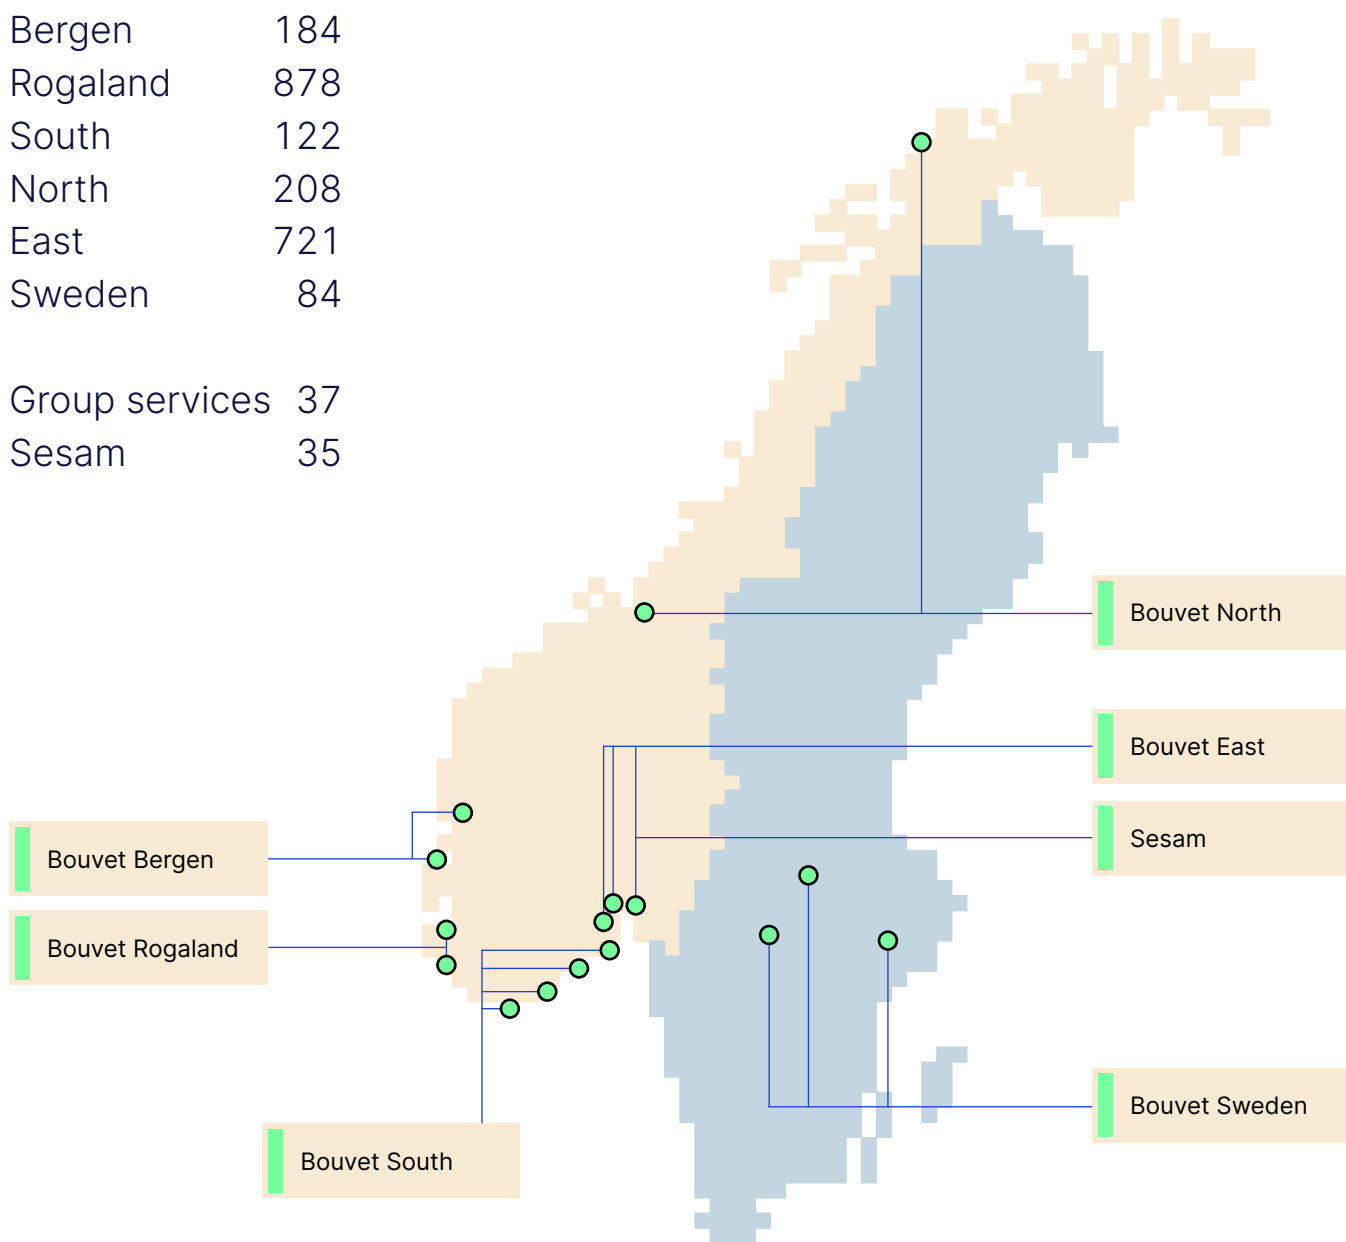 Bergen 184
Rogaland 878
South 122
North 208
East 721
Sweden 84
Group services 37
Sesam 35
Bouvet North
Bouvet East
Sesam
Bouvet Bergen
Bouvet Rogaland
Bouvet Sweden
Bouvet South